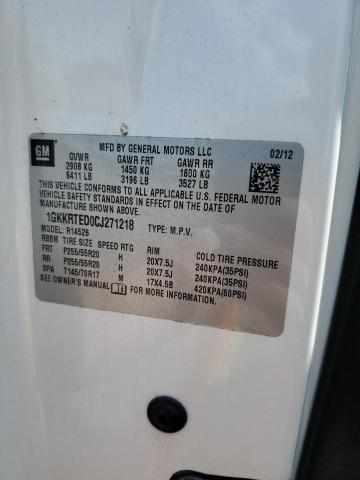 GM
MFD BY GENERAL MOTORS LLC
02/12
GVWR GAWR FRT GAWR RR
2908 KG 1450 KG 1600 KG
6411 LB 3196 LB 3527 LB
THIS VEHICLE CONFORMS TO ALL APPLICABLE U.S. FEDERAL MOTOR
VEHICLE SAFETY STANDARDS IN EFFECT ON THE DATE OF
MANUFACTURE SHOWN ABOVE.
1GKKRTED0CJ271218 TYPE: M.P.V.
MODEL: R14526
RBBM TIRE SIZE SPEED RTG RIM COLD TIRE PRESSURE
FRT P255/55R20 H 20X7.5J 240KPA(35PSI)
RR P255/55R20 H 20X7.5J 240KPA(35PSI)
SPA T145/70R17 M 17X4.5B 420KPA(60PSI)
SEE OWNER'S MANUAL FOR MORE INFORMATION.